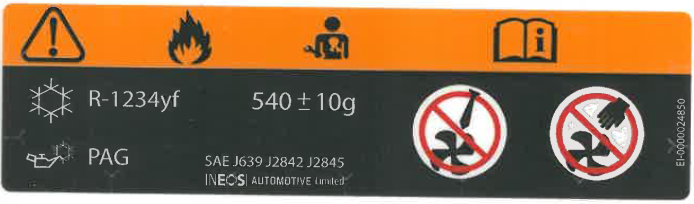 R-1234yf 540 ± 10g
PAG
SAE J639 J2842 J2845
INEOS AUTOMOTIVE Limited
EI-0000024850